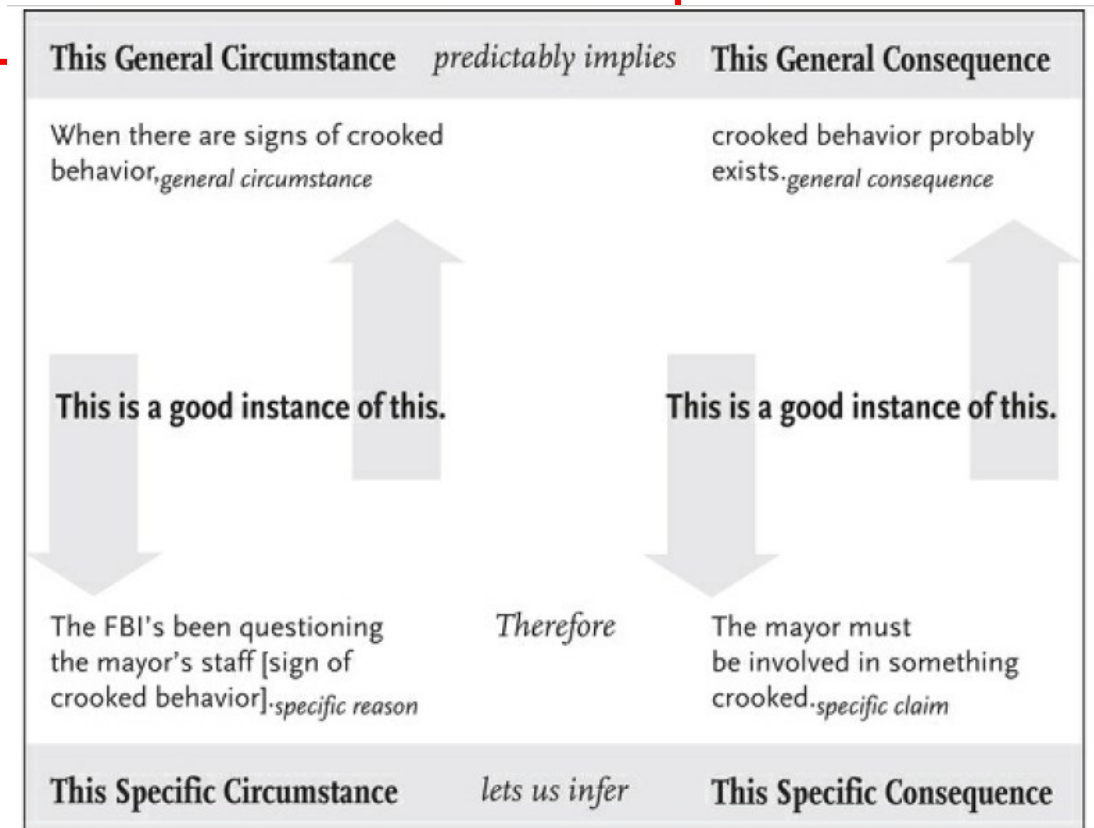 This General Circumstance predictably implies This General Consequence
When there are signs of crooked
behavior,general circumstance
crooked behavior probably
exists.general consequence
This is a good instance of this.
This is a good instance of this.
The FBI's been questioning
the mayor's staff [sign of
crooked behavior].specific reason
Therefore
The mayor must
be involved in something
crooked.specific claim
This Specific Circumstance lets us infer This Specific Consequence